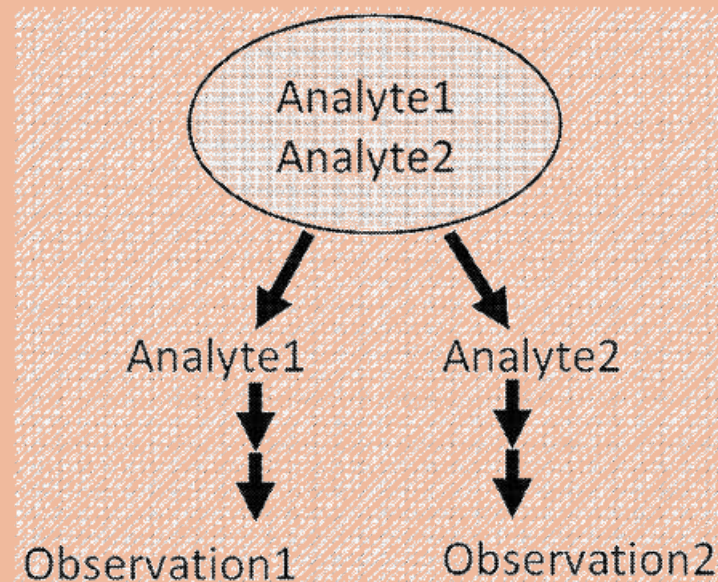 Analyte1
Analyte2
Analyte1 Analyte2
Observation1 Observation2